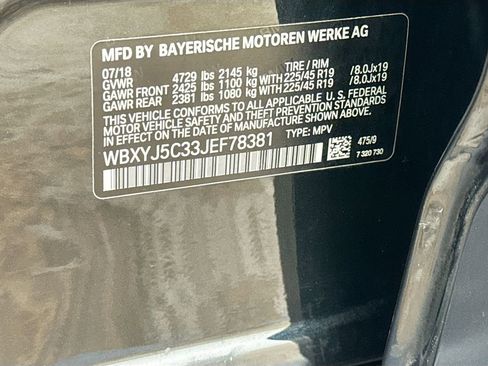 MFD BY BAYERISCHE MOTOREN WERKE AG
07/18 TIRE / RIM
GVWR 4729 lbs 2145 kg
GAWR FRONT 2425 lbs 1100 kg WITH 225/45 R19 /8.0Jx19
GAWR REAR 2381 lbs 1080 kg WITH 225/45 R19 /8.0Jx19
THIS VEHICLE CONFORMS TO ALL APPLICABLE U. S. FEDERAL
MOTOR VEHICLE SAFETY, BUMPER, AND THEFT PREVENTION STANDARDS
IN EFFECT ON THE DATE OF MANUFACTURE SHOWN ABOVE.
WBXYJ5C33JEF78381 TYPE: MPV
475/9
7 320 730